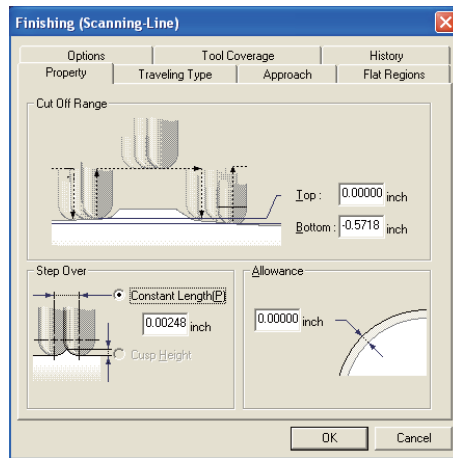 Finishing (Scanning-Line)
Options Tool Coverage History
Property Traveling Type Approach Flat Regions
Cut Off Range
Top : 0.00000 inch
Bottom : -0.5718 inch
Step Over
Constant Length(P)
0.00248 inch
Cusp Height
Allowance
0.00000 inch
OK Cancel